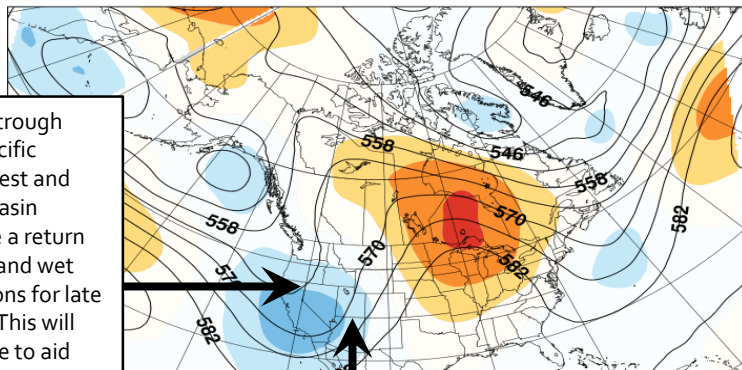 trough
cific
est and
asin
e a return
and wet
ons for late
This will
e to aid
546
558
546
558
570
582
558
570
582
582